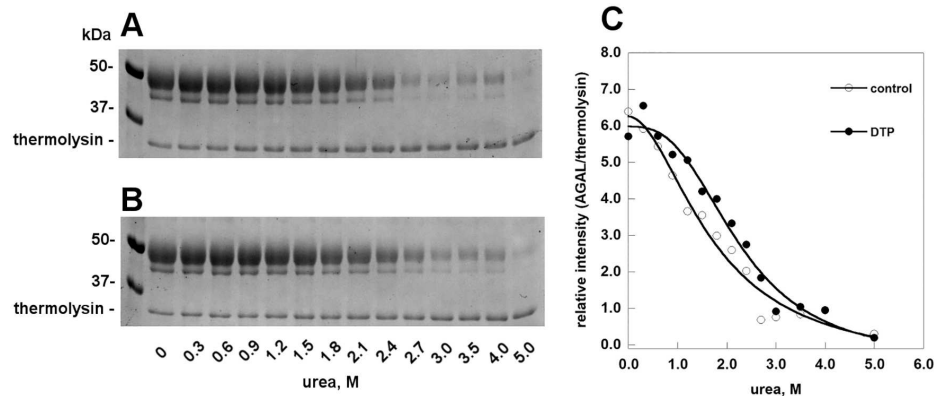 A
kDa
50-
37-
thermolysin -
B
50-
37-
thermolysin -
0 0.3 0.6 0.9 1.2 1.5 1.8 2.1 2.4 2.7 3.0 3.5 4.0 5.0
urea, M
C
8.0
7.0
6.0
5.0
4.0
3.0
2.0
1.0
0.0
relative intensity (AGAL/thermolysin)
control
DTP
0.0 1.0 2.0 3.0 4.0 5.0 6.0
urea, M